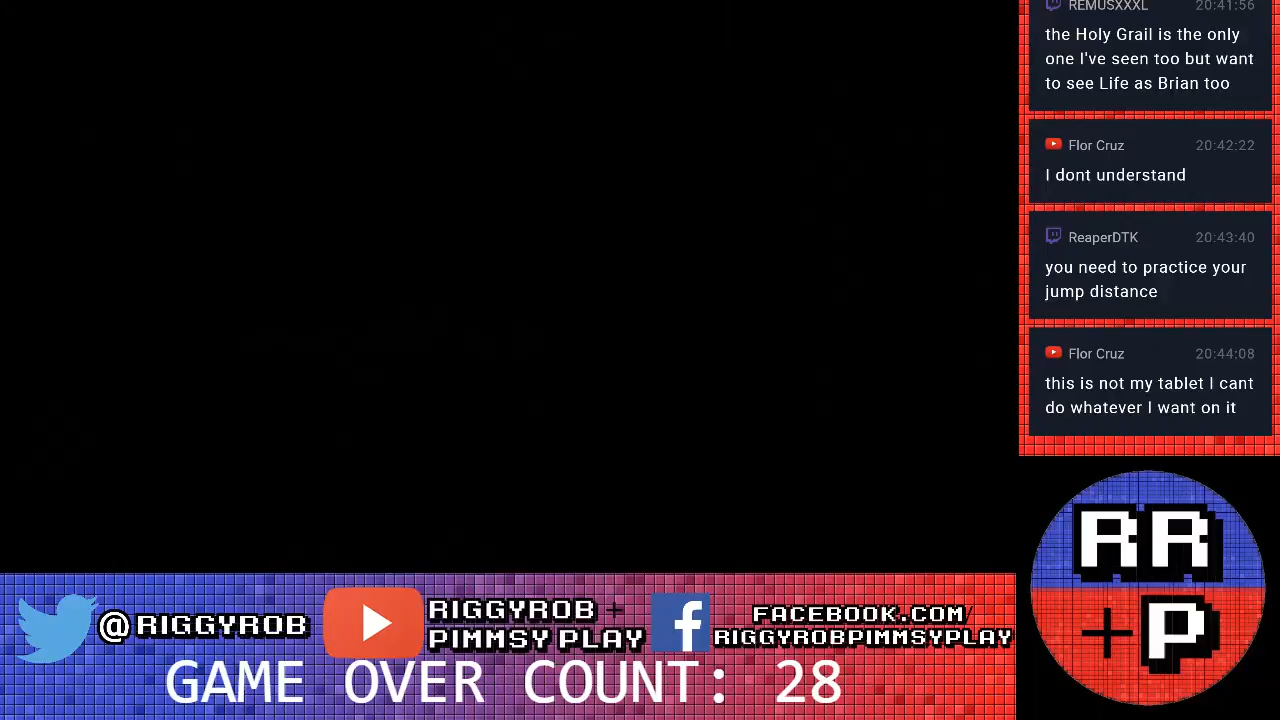 REMUSXXXL 20:41:56
the Holy Grail is the only
one I've seen too but want
to see Life as Brian too
Flor Cruz 20:42:22
I dont understand
ReaperDTK 20:43:40
you need to practice your
jump distance
Flor Cruz 20:44:08
this is not my tablet I cant
do whatever I want on it
RR
+P
@RIGGYROB
RIGGYROB +
PIMMSY PLAY
FACEBOOK.COM/
RIGGYROBPIMMSYPLAY
GAME OVER COUNT: 28